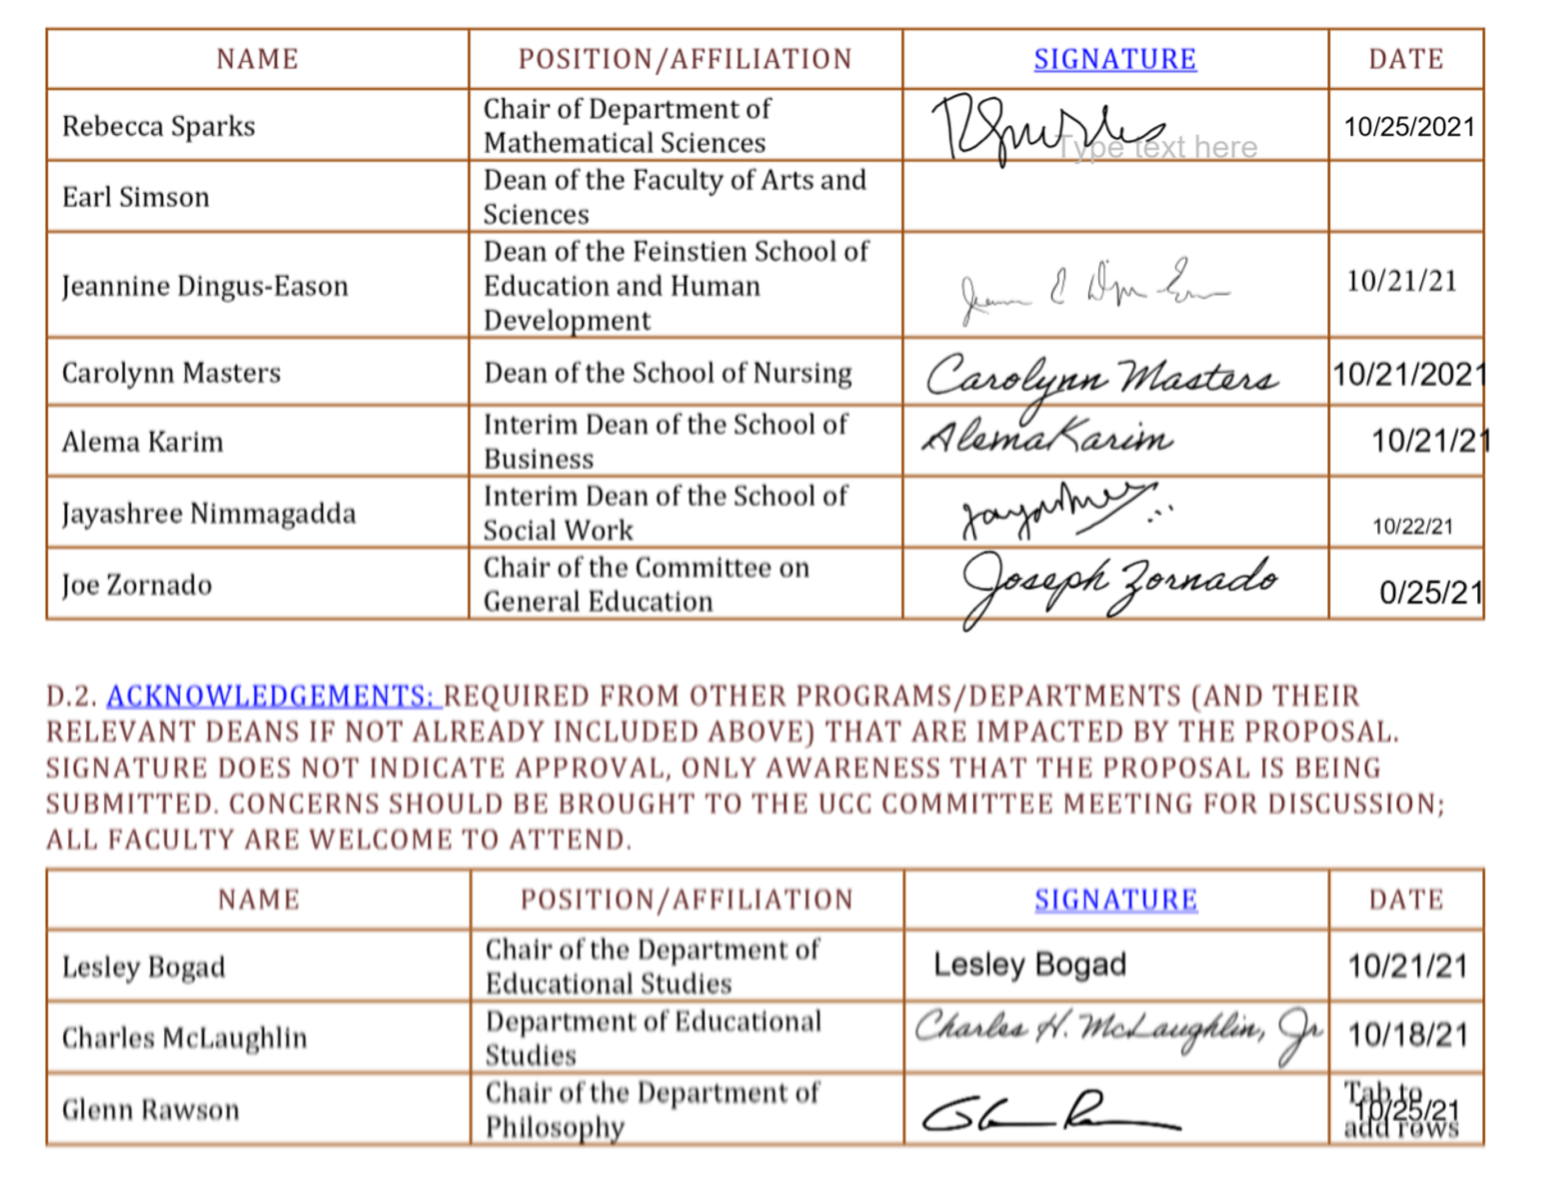 NAME POSITION/AFFILIATION SIGNATURE DATE
Rebecca Sparks
Chair of Department of
Mathematical Sciences
Type text here
10/25/2021
Earl Simson
Dean of the Faculty of Arts and
Sciences
Jeannine Dingus-Eason
Dean of the Feinstien School of
Education and Human
Development
10/21/21
Carolynn Masters
Dean of the School of Nursing
Carolynn Masters
10/21/2021
Alema Karim
Interim Dean of the School of
Business
Alema Karim
10/21/21
Jayashree Nimmagadda
Interim Dean of the School of
Social Work
Jayashree
10/22/21
Joe Zornado
Chair of the Committee on
General Education
Joseph Zornado
0/25/21
D.2. ACKNOWLEDGEMENTS: REQUIRED FROM OTHER PROGRAMS/DEPARTMENTS (AND THEIR
RELEVANT DEANS IF NOT ALREADY INCLUDED ABOVE) THAT ARE IMPACTED BY THE PROPOSAL.
SIGNATURE DOES NOT INDICATE APPROVAL, ONLY AWARENESS THAT THE PROPOSAL IS BEING
SUBMITTED. CONCERNS SHOULD BE BROUGHT TO THE UCC COMMITTEE MEETING FOR DISCUSSION;
ALL FACULTY ARE WELCOME TO ATTEND.
NAME POSITION/AFFILIATION SIGNATURE DATE
Lesley Bogad
Chair of the Department of
Educational Studies
Lesley Bogad
10/21/21
Charles McLaughlin
Department of Educational
Studies
Charles H. McLaughlin, Jr
10/18/21
Glenn Rawson
Chair of the Department of
Philosophy
Tab to
10/25/21
add rows